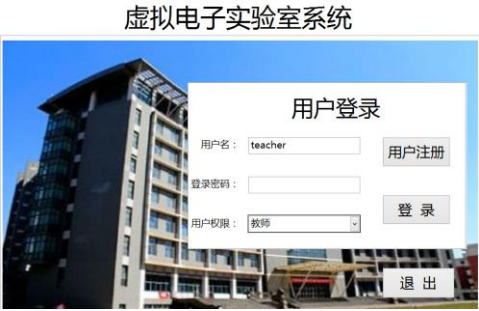 虚拟电子实验室系统
用户登录
用户名： teacher
用户注册
登录密码：
登 录
用户权限： 教师
退 出